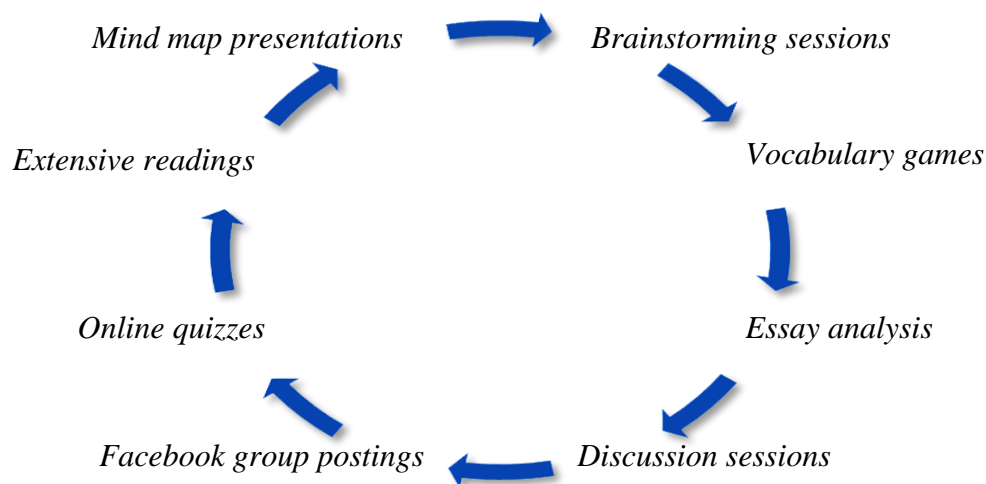 Mind map presentations
Brainstorming sessions
Vocabulary games
Essay analysis
Discussion sessions
Facebook group postings
Online quizzes
Extensive readings